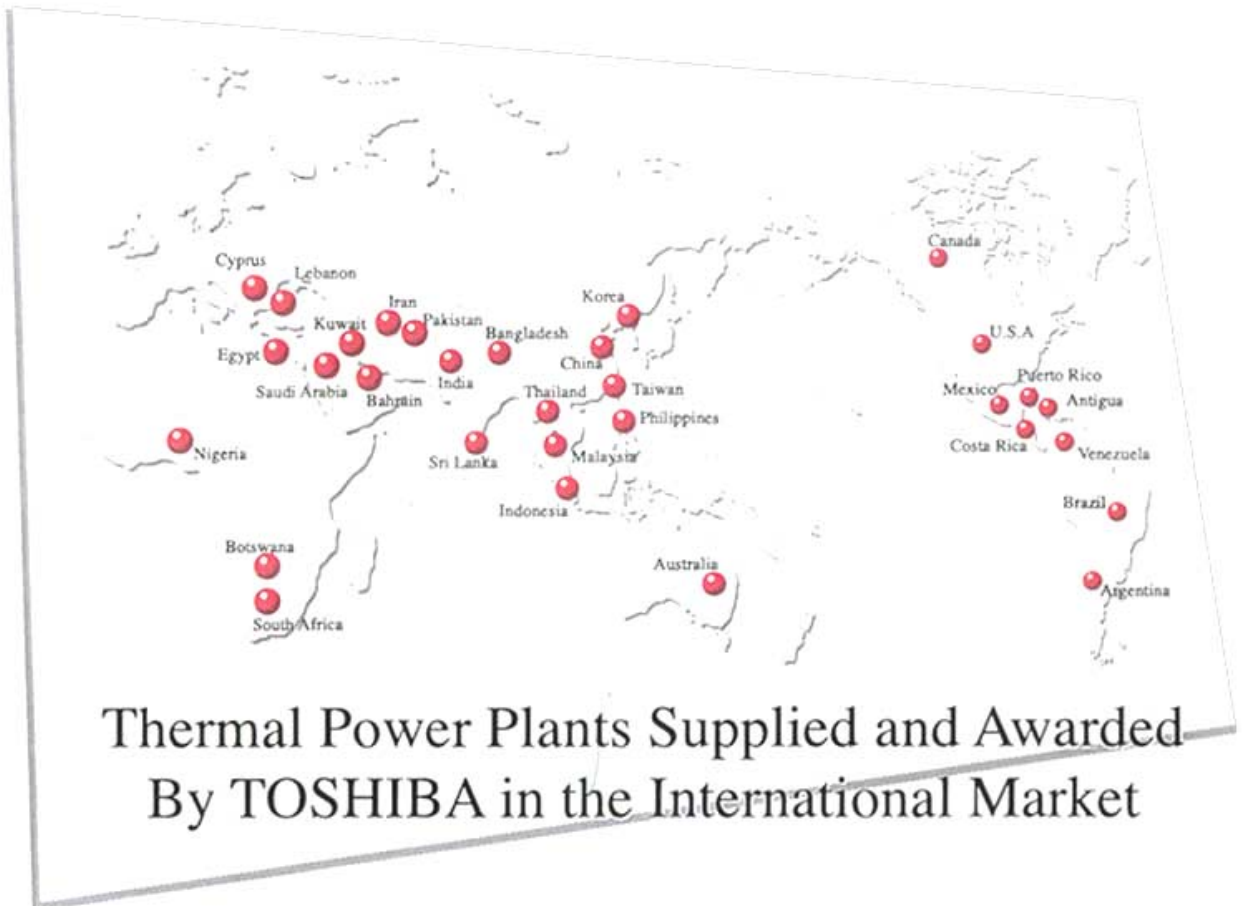 Canada
Cyprus
Lebanon
Korea
Iran
Kuwait
Pakistan
Bangladesh
U.S.A
Egypt
China
India
Saudi Arabia
Bahrain
Thailand
Taiwan
Puerto Rico
Mexico
Antigua
Philippines
Nigeria
Sri Lanka
Malaysia
Costa Rica
Venezuela
Indonesia
Brazil
Botswana
Australia
Argentina
South Africa
Thermal Power Plants Supplied and Awarded
By TOSHIBA in the International Market